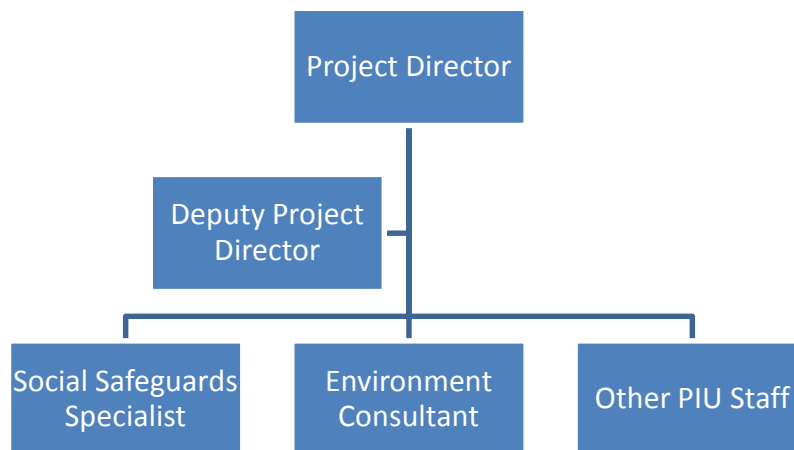 Project Director
Deputy Project
Director
Social Safeguards
Specialist
Environment
Consultant
Other PIU Staff